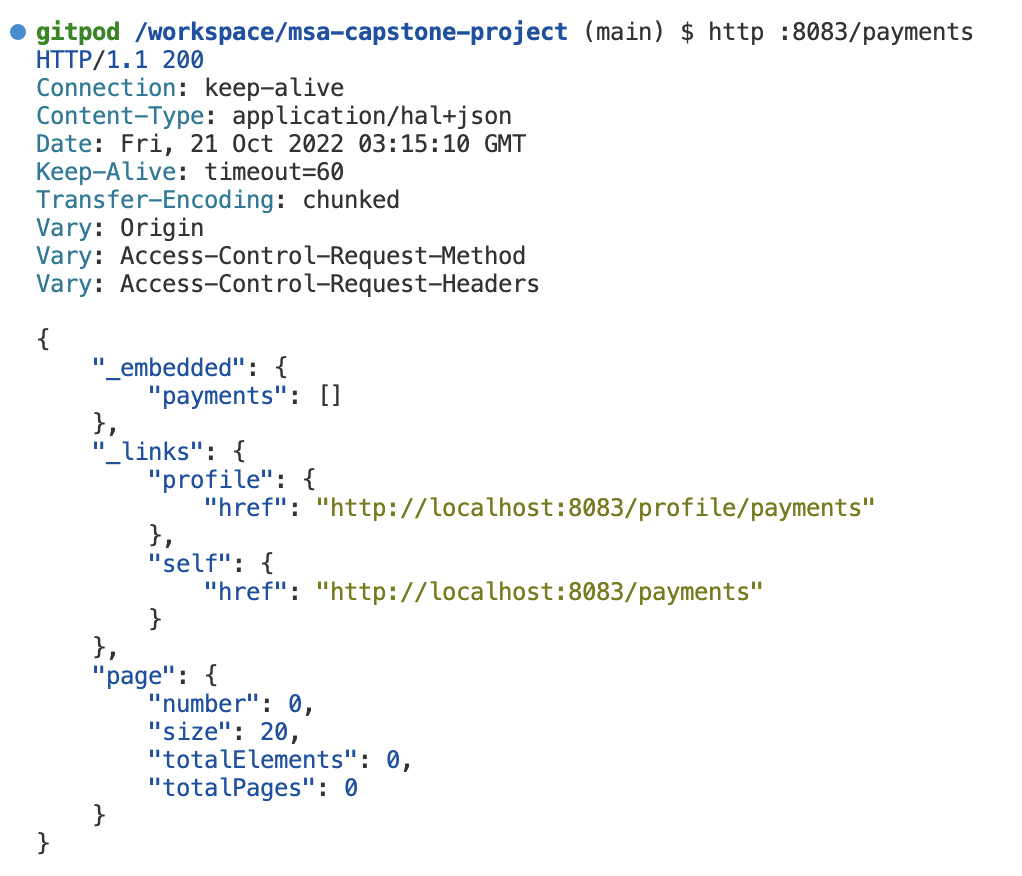 gitpod /workspace/msa-capstone-project (main) $ http :8083/payments
HTTP/1.1 200
Connection: keep-alive
Content-Type: application/hal+json
Date: Fri, 21 Oct 2022 03:15:10 GMT
Keep-Alive: timeout=60
Transfer-Encoding: chunked
Vary: Origin
Vary: Access-Control-Request-Method
Vary: Access-Control-Request-Headers

{
    "_embedded": {
        "payments": []
    },
    "_links": {
        "profile": {
            "href": "http://localhost:8083/profile/payments"
        },
        "self": {
            "href": "http://localhost:8083/payments"
        }
    },
    "page": {
        "number": 0,
        "size": 20,
        "totalElements": 0,
        "totalPages": 0
    }
}